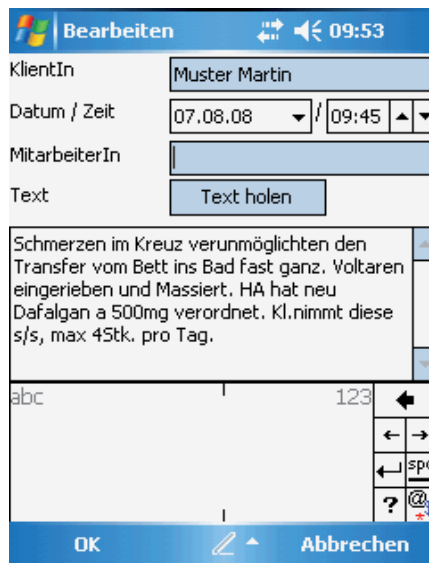 Bearbeiten 09:53
KlientIn Muster Martin
Datum / Zeit 07.08.08 / 09:45
MitarbeiterIn
Text Text holen
Schmerzen im Kreuz verunmöglichten den
Transfer vom Bett ins Bad fast ganz. Voltaren
eingerieben und Massiert. HA hat neu
Dafalgan a 500mg verordnet. Kl.nimmt diese
s/s, max 4Stk. pro Tag.
abc 123
? @ *
OK Abbrechen